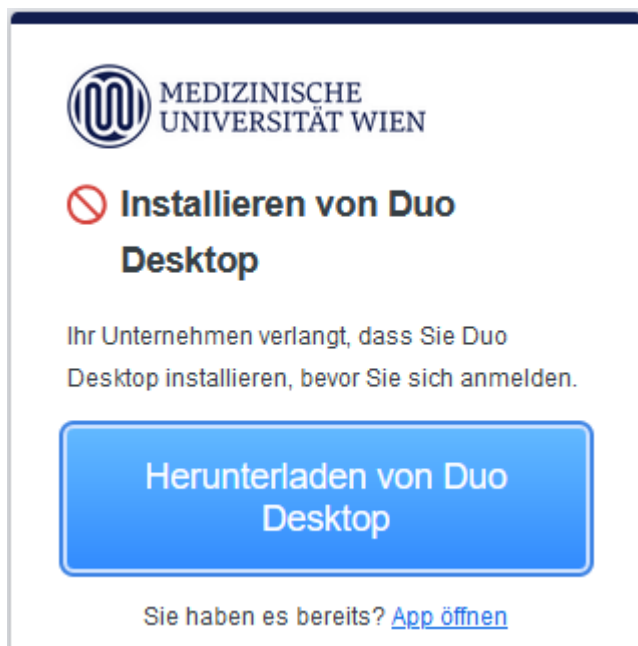 MEDIZINISCHE
UNIVERSITÄT WIEN
Installieren von Duo
Desktop
Ihr Unternehmen verlangt, dass Sie Duo
Desktop installieren, bevor Sie sich anmelden.
Herunterladen von Duo
Desktop
Sie haben es bereits? App öffnen